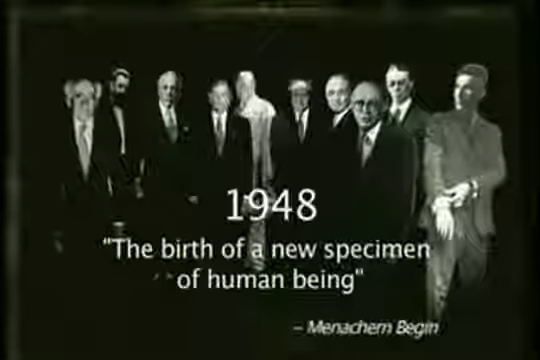 1948
"The birth of a new specimen
of human being"
– Menachem Begin